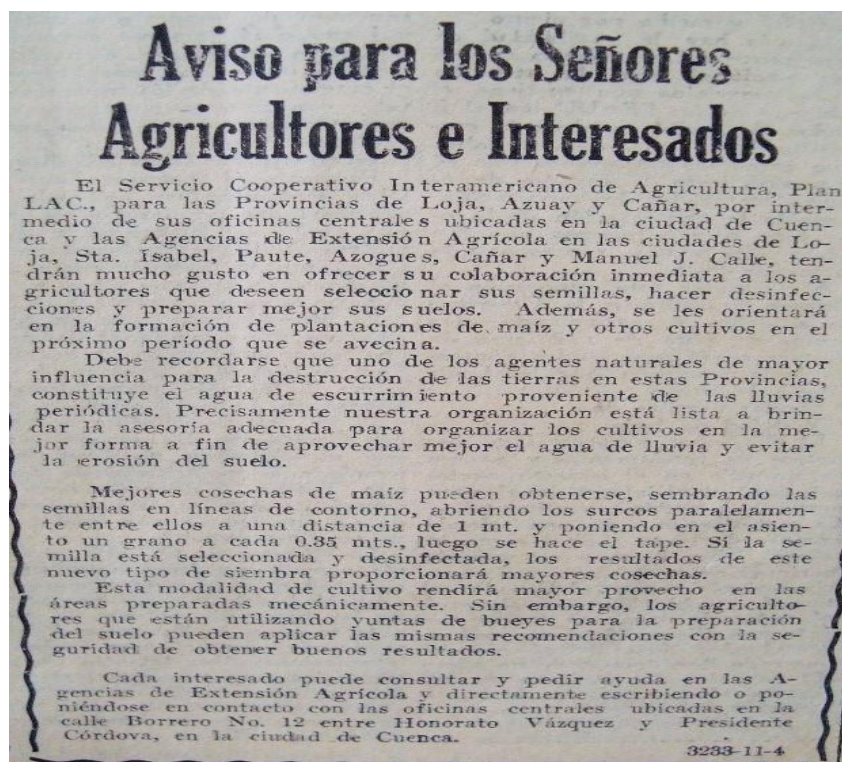 Aviso para los Señores
Agricultores e Interesados
El Servicio Cooperativo Interamericano de Agricultura, Plan
LAC., para las Provincias de Loja, Azuay y Cañar, por inter-
medio de sus oficinas centrales ubicadas en la ciudad de Cuen-
ca y las Agencias de Extensión Agrícola en las ciudades de Lo-
ja, Sta. Isabel, Paute, Azogues, Cañar y Manuel J. Calle, ten-
drán mucho gusto en ofrecer su colaboración inmediata a los a-
gricultores que deseen seleccionar sus semillas, hacer desinfec-
ciones y preparar mejor sus suelos. Además, se les orientará
en la formación de plantaciones de maíz y otros cultivos en el
próximo período que se avecina.
Debe recordarse que uno de los agentes naturales de mayor
influencia para la destrucción de las tierras en estas Provincias,
constituye el agua de escurrimiento proveniente de las lluvias
periódicas. Precisamente nuestra organización está lista a brin-
dar la asesoría adecuada para organizar los cultivos en la me-
jor forma a fin de aprovechar mejor el agua de lluvia y evitar
la erosión del suelo.
Mejores cosechas de maíz pueden obtenerse, sembrando las
semillas en líneas de contorno, abriendo los surcos paralelamen-
te entre ellos a una distancia de 1 mt. y poniendo en el asien-
to un grano a cada 0.35 mts., luego se hace el tape. Si la se-
milla está seleccionada y desinfectada, los resultados de este
nuevo tipo de siembra proporcionará mayores cosechas.
Esta modalidad de cultivo rendirá mayor provecho en las
áreas preparadas mecánicamente. Sin embargo, los agriculto-
res que están utilizando yuntas de bueyes para la preparación
del suelo pueden aplicar las mismas recomendaciones con la se-
guridad de obtener buenos resultados.
Cada interesado puede consultar y pedir ayuda en las A-
gencias de Extensión Agrícola y directamente escribiendo o po-
niéndose en contacto con las oficinas centrales ubicadas en la
calle Borrero No. 12 entre Honorato Vázquez y Presidente
Córdova, en la ciudad de Cuenca.
3233-11-4